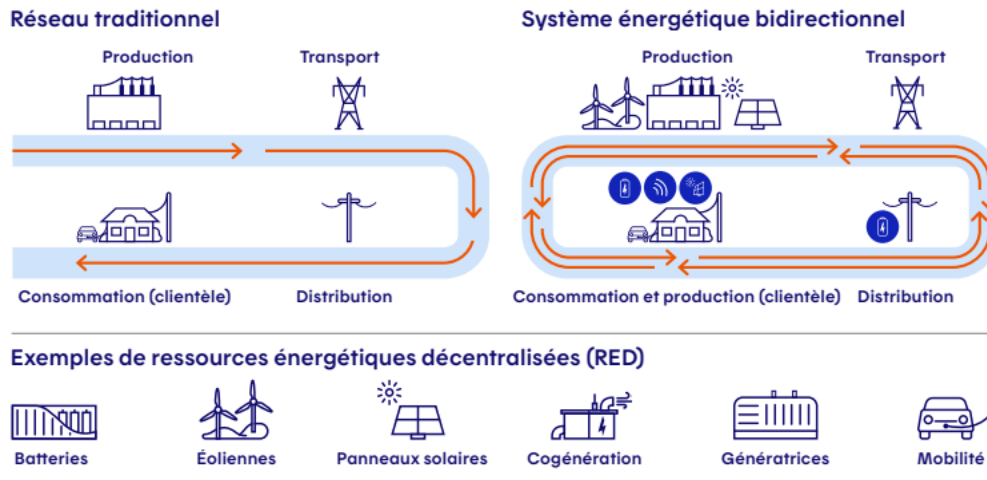 Réseau traditionnel
Production
Transport
Consommation (clientèle)
Distribution
Système énergétique bidirectionnel
Production
Transport
Consommation et production (clientèle)
Distribution
Exemples de ressources énergétiques décentralisées (RED)
Batteries
Éoliennes
Panneaux solaires
Cogénération
Génératrices
Mobilité